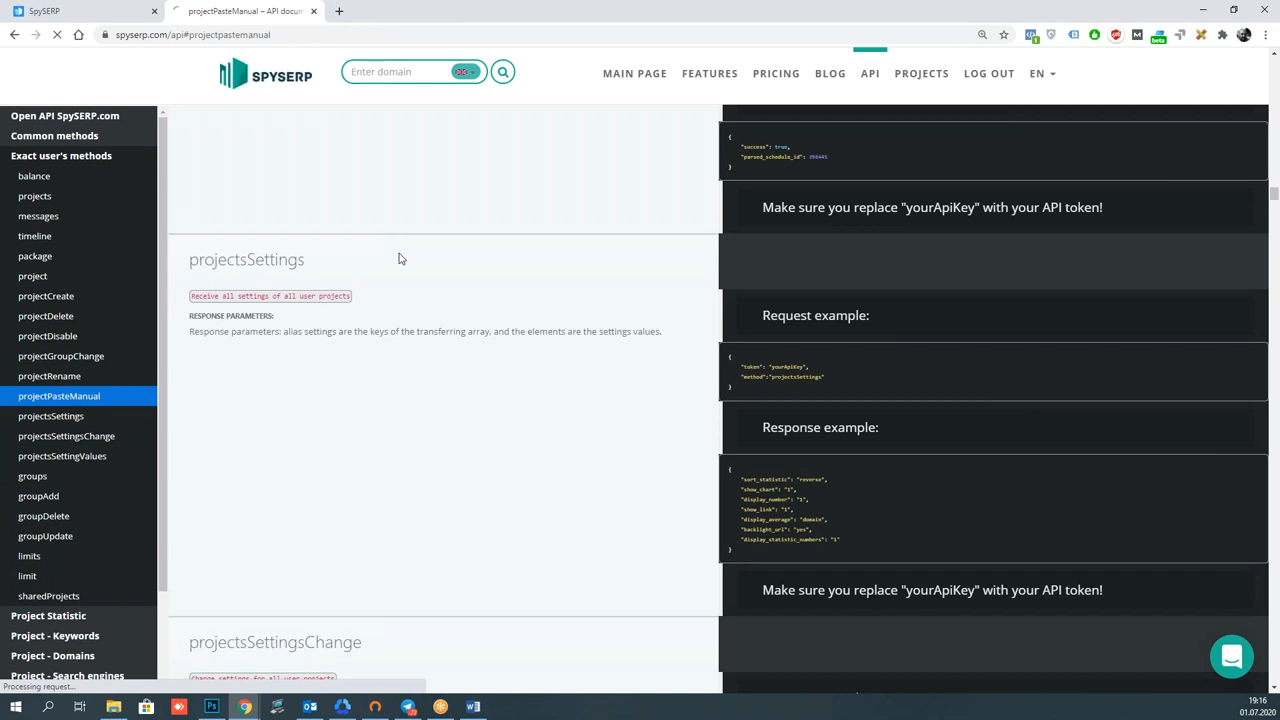 SpySERP
projectPasteManual – API docum
spyserp.com/api#projectpastemanual
SPYSERP
Enter domain
MAIN PAGE
FEATURES
PRICING
BLOG
API
PROJECTS
LOG OUT
EN
Open API SpySERP.com
Common methods
Exact user's methods
balance
projects
messages
timeline
package
project
projectCreate
projectDelete
projectDisable
projectGroupChange
projectRename
projectPasteManual
projectsSettings
projectsSettingsChange
projectsSettingValues
groups
groupAdd
groupDelete
groupUpdate
limits
limit
sharedProjects
Project Statistic
Project - Keywords
Project - Domains
Project - Search engines
Processing request...
projectsSettings
Receive all settings of all user projects
RESPONSE PARAMETERS:
Response parameters: alias settings are the keys of the transferring array, and the elements are the settings values.
projectsSettingsChange
Change settings for all user projects
{
"success": true,
"parsed_schedule_id": 398445
}
Make sure you replace "yourApiKey" with your API token!
Request example:
{
"token": "yourApiKey",
"method":"projectsSettings"
}
Response example:
{
"sort_statistic": "reverse",
"show_chart": "1",
"display_number": "1",
"show_link": "1",
"display_average": "domain",
"backlight_url": "yes",
"display_statistic_numbers": "1"
}
Make sure you replace "yourApiKey" with your API token!
19:16
01.07.2020